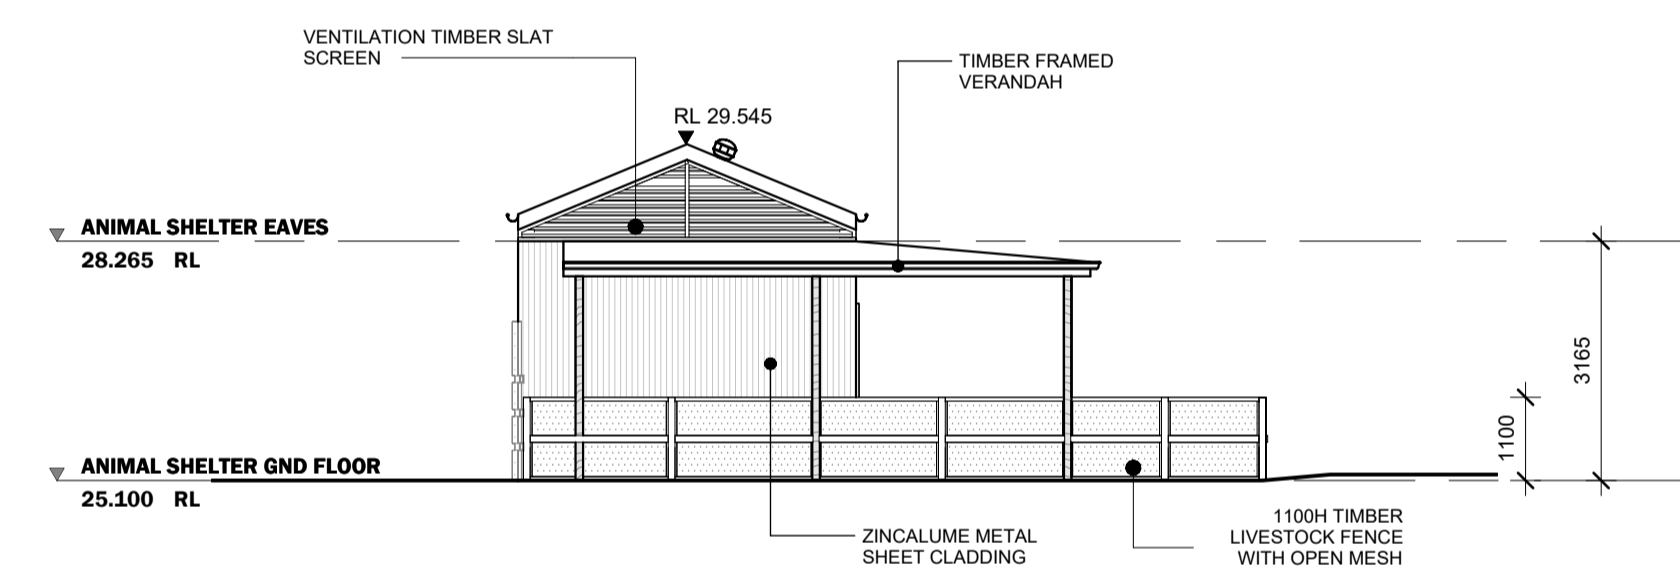 VENTILATION TIMBER SLAT
SCREEN
TIMBER FRAMED
VERANDAH
RL 29.545
ANIMAL SHELTER EAVES
28.265 RL
3165
1100
ANIMAL SHELTER GND FLOOR
25.100 RL
ZINCALUME METAL
SHEET CLADDING
1100H TIMBER
LIVESTOCK FENCE
WITH OPEN MESH